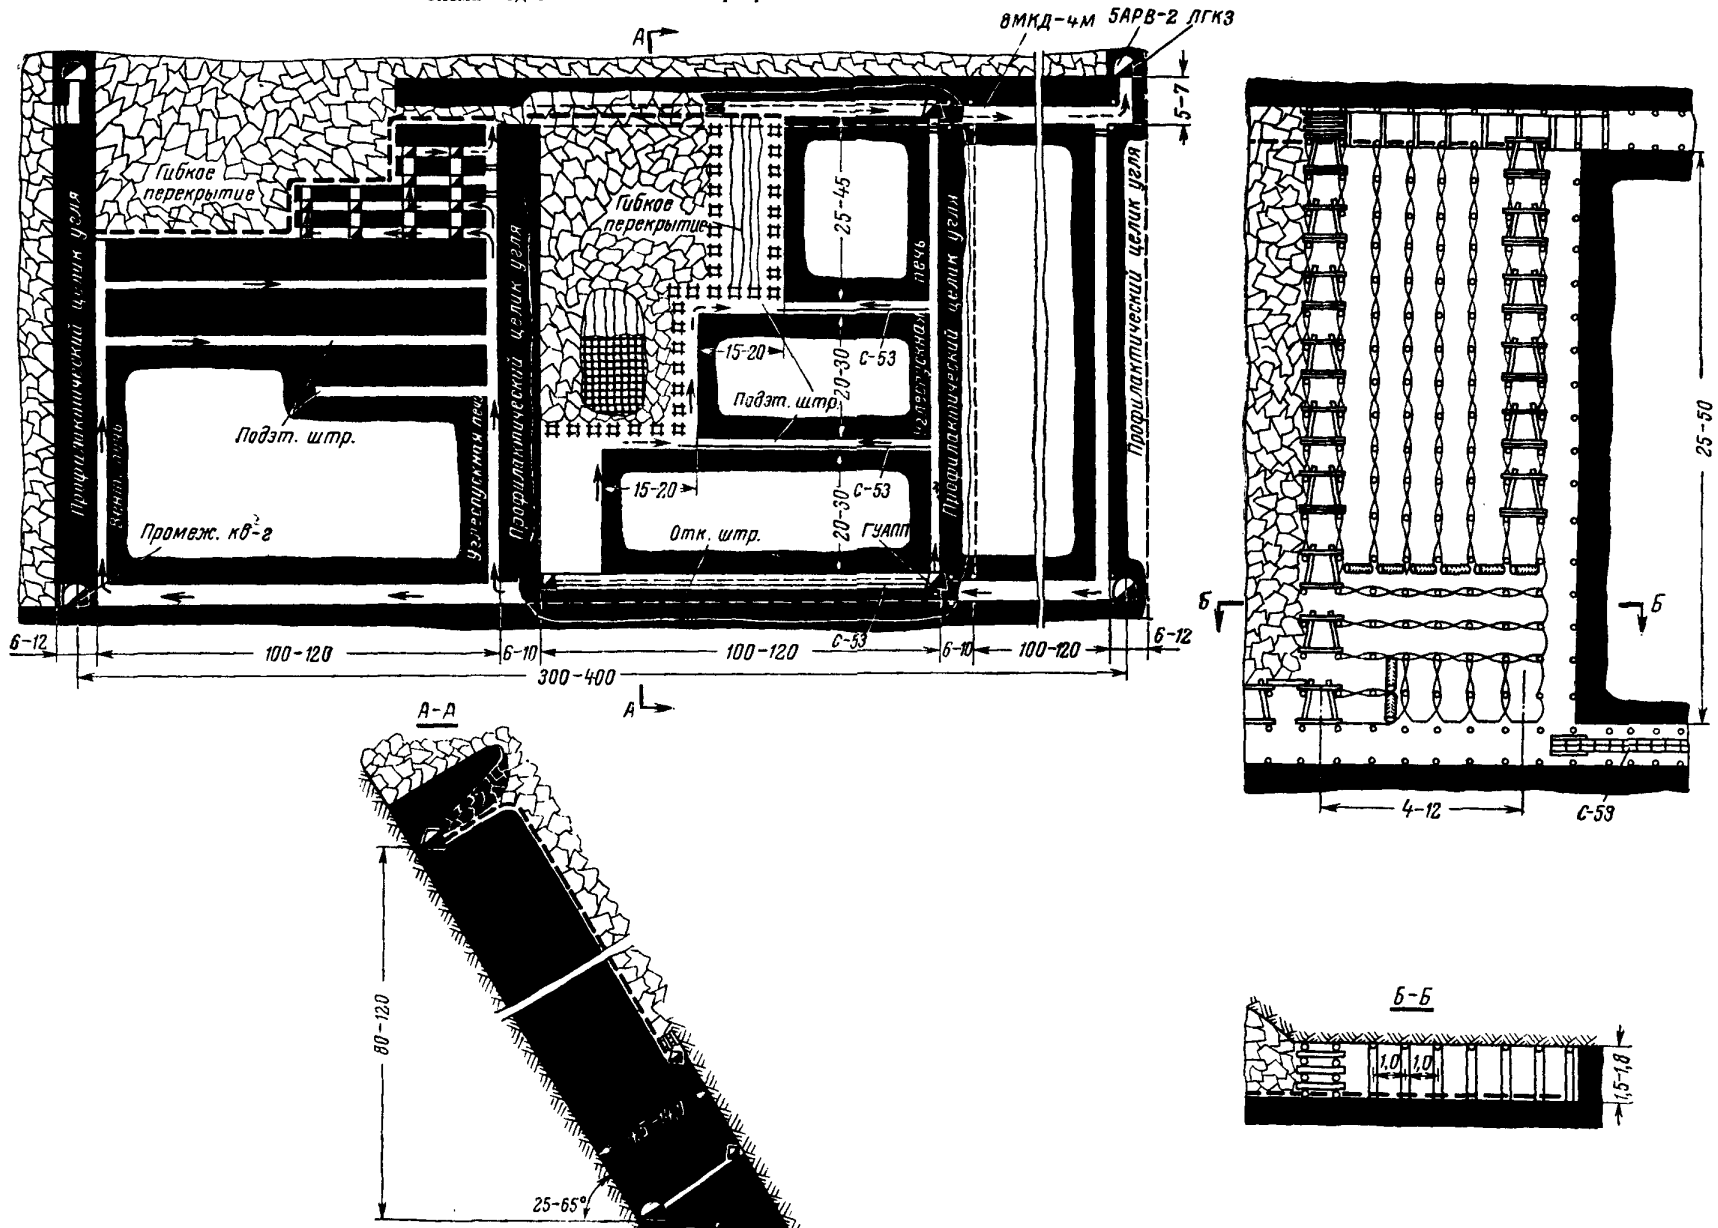 А
8МКД-4М
5АРВ-2
ЛГКЗ
5-7
Гибкое
перекрытие
Гибкое
перекрытие
25-45
Профилактический целик угля
Профилактический целик угля
Профилактический целик угля
Профилактический целик угля
печь
Углеспускная
15-20
С-53
20-30
Подэт. штр.
Подэт. штр.
15-20
С-53
20-30
Углеспускная печь
печь
Промеж. кв-г
Отк. штр.
ГУАПП
С-53
6-12
100-120
6-10
100-120
6-10
100-120
6-12
300-400
А
А-А
80-120
25-65°
25-50
Б
Б
4-12
С-53
Б-Б
1,0
1,0
1,5-1,8